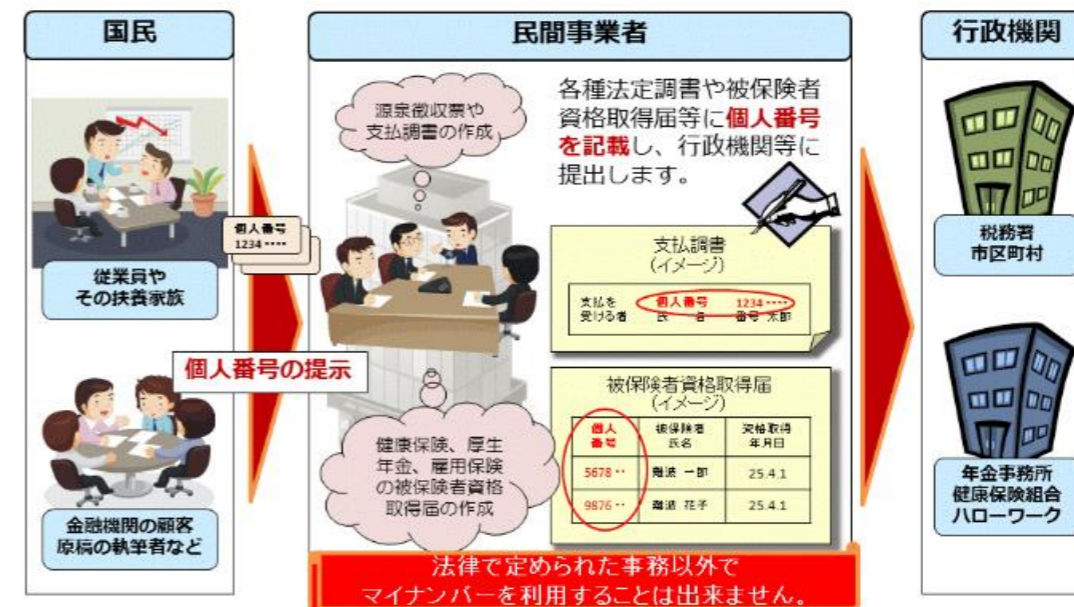 国民
従業員や
その扶養家族
個人番号
1234 ‥‥
個人番号の提示
金融機関の顧客
原稿の執筆者など
民間事業者
源泉徴収票や
支払調書の作成
各種法定調書や被保険者
資格取得届等に個人番号
を記載し、行政機関等に
提出します。
支払調書
(イメージ)
支払を
受ける者
個人番号 1234 ‥‥
氏 名 番号 太郎
健康保険、厚生
年金、雇用保険
の被保険者資格
取得届の作成
被保険者資格取得届
(イメージ)
個人
番号
被保険者
氏名
資格取得
年月日
5678 ‥ 難波 一郎 25.4.1
9876 ‥ 難波 花子 25.4.1
法律で定められた事務以外で
マイナンバーを利用することは出来ません。
行政機関
税務署
市区町村
年金事務所
健康保険組合
ハローワーク